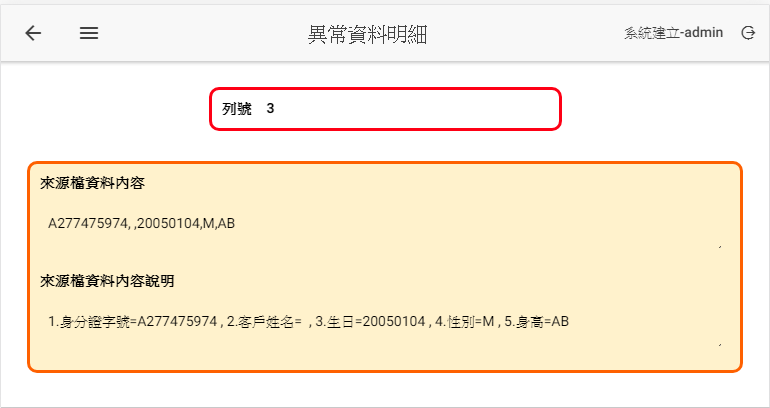 異常資料明細
系統建立-admin
列號 3
來源檔資料內容
A277475974, ,20050104,M,AB
來源檔資料內容說明
1.身分證字號=A277475974 , 2.客戶姓名= , 3.生日=20050104 , 4.性別=M , 5.身高=AB